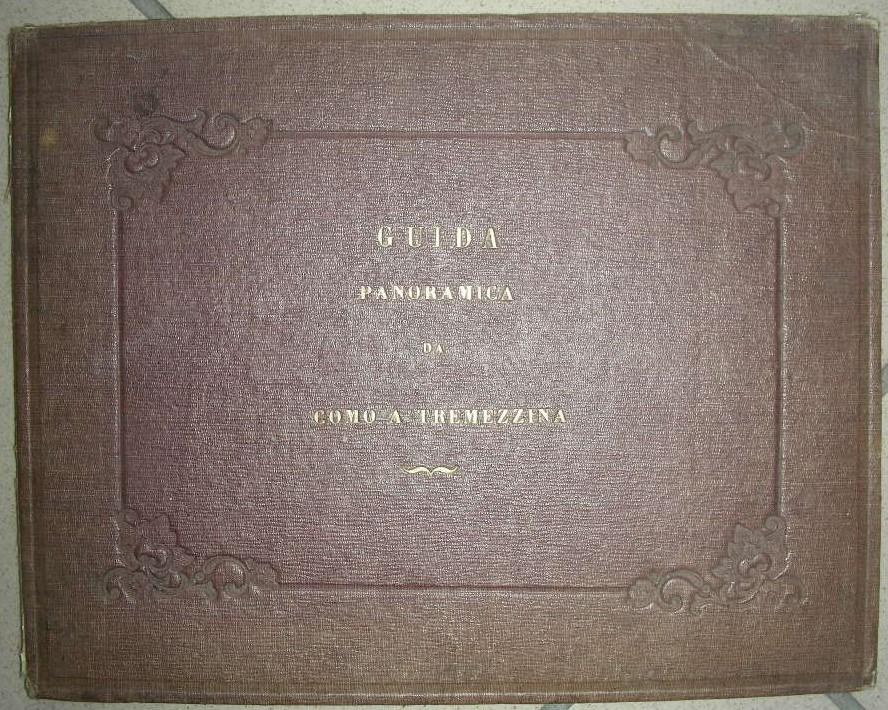 GUIDA
PANORAMICA
DA
COMO A TREMEZZINA